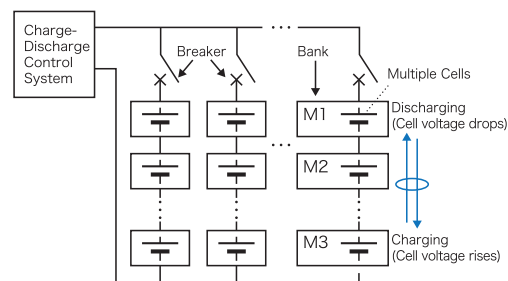 Charge-
Discharge
Control
System
Breaker
Bank
Multiple Cells
M1
Discharging
(Cell voltage drops)
M2
M3
Charging
(Cell voltage rises)